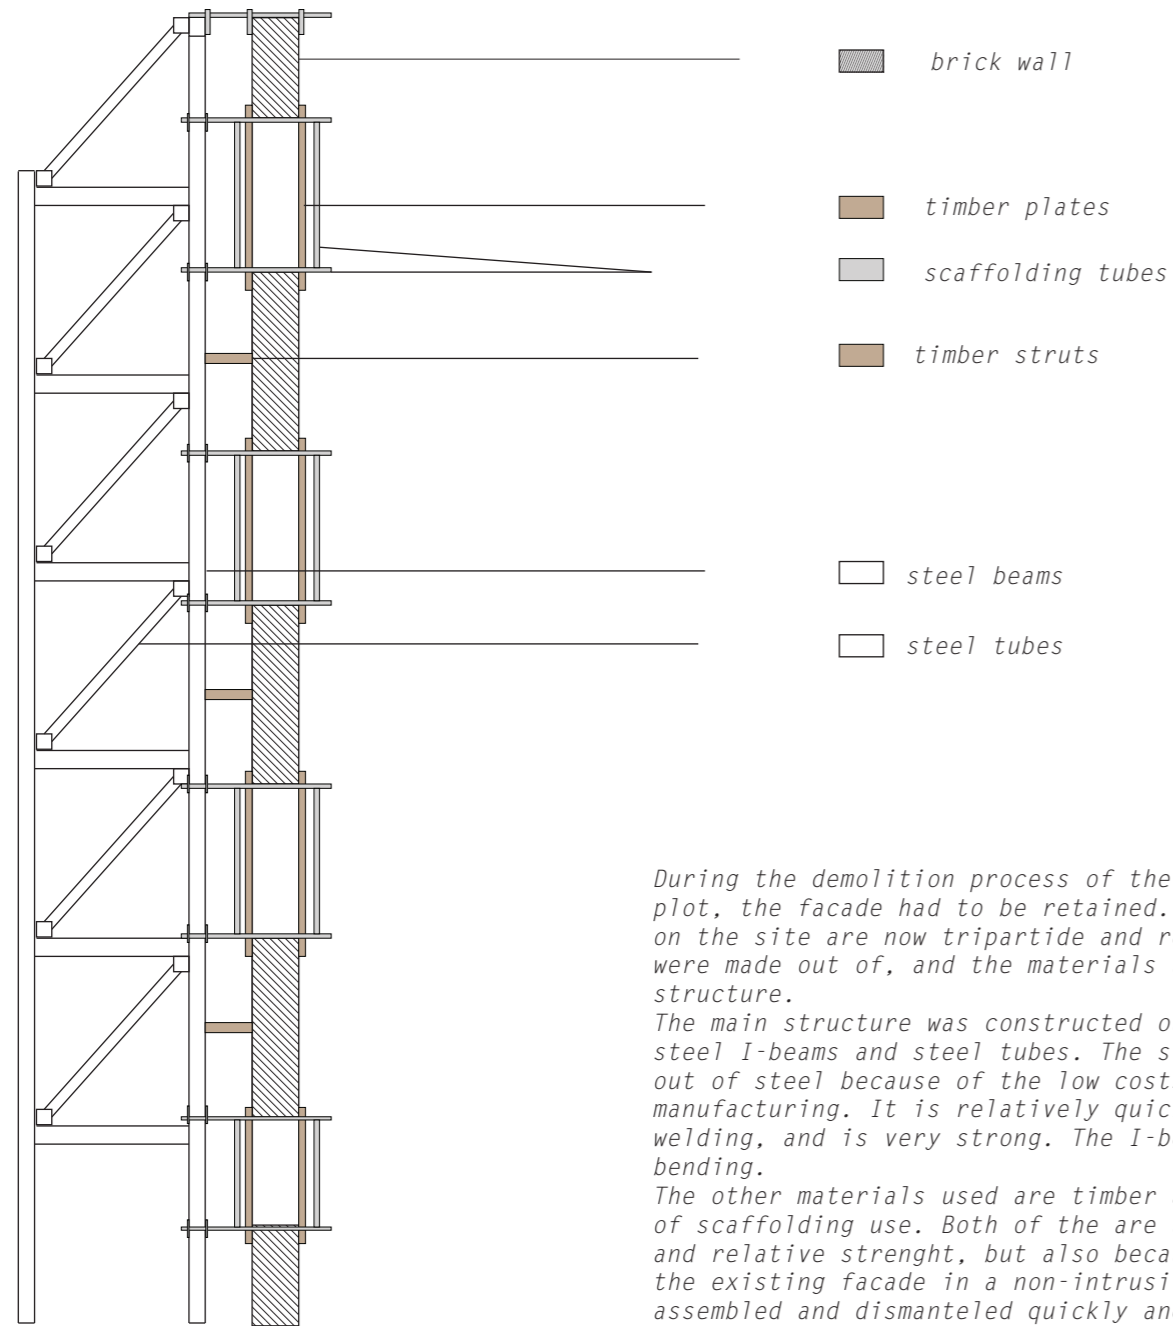 brick wall
timber plates
scaffolding tubes
timber struts
steel beams
steel tubes
During the demolition process of the
plot, the facade had to be retained.
on the site are now tripartide and
were made out of, and the materials
structure.
The main structure was constructed
steel I-beams and steel tubes. The
out of steel because of the low cost
manufacturing. It is relatively
welding, and is very strong. The
bending.
The other materials used are timber
of scaffolding use. Both of the are
and relative strenght, but also
the existing facade in a
assembled and dismanteled quickly